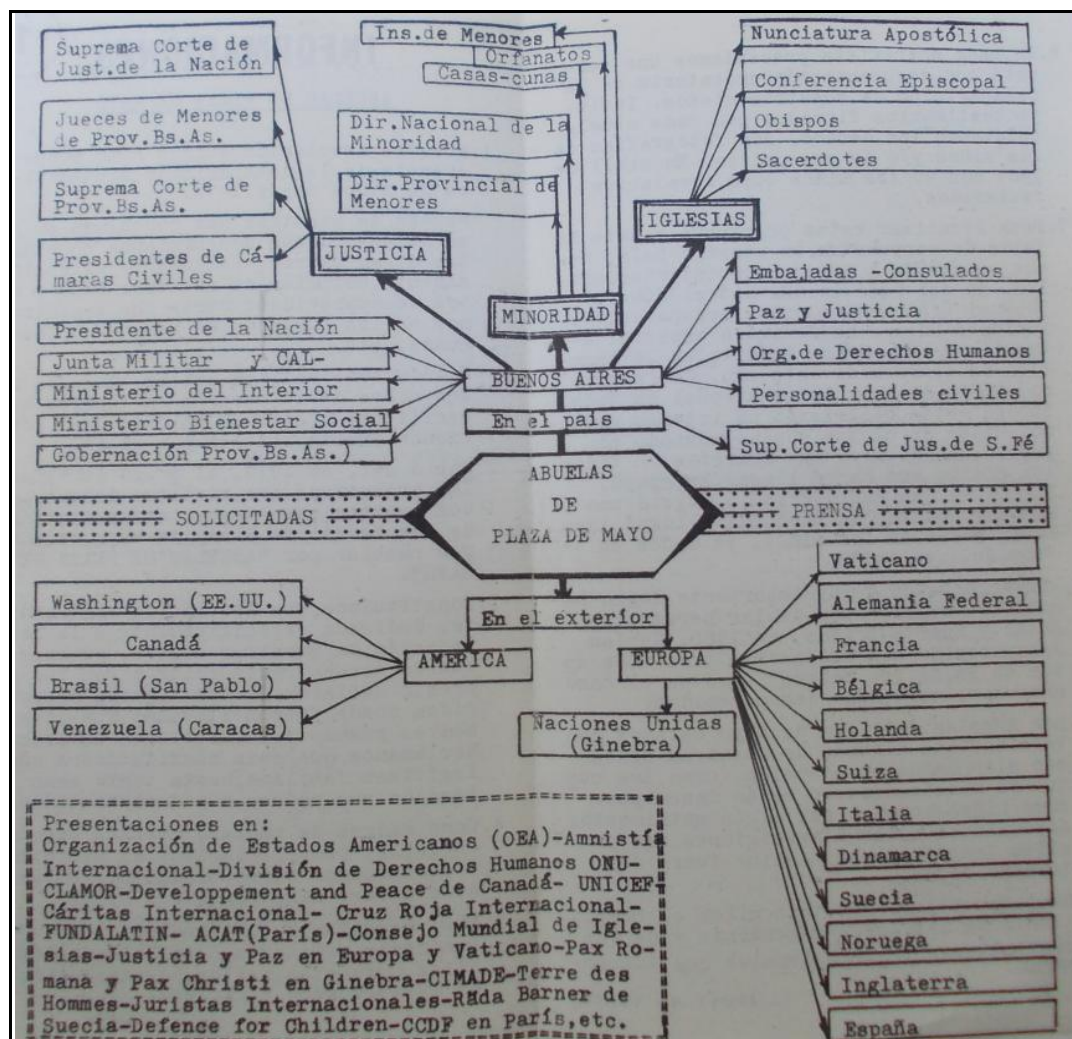 Suprema Corte de
Just.de la Nación
Jueces de Menores
de Prov.Bs.As.
Suprema Corte de
Prov.Bs.As.
Presidentes de Cá-
maras Civiles
JUSTICIA
Ins.de Menores
Orfanatos
Casas-cunas
Dir.Nacional de la
Minoridad
Dir.Provincial de
Menores
MINORIDAD
Nunciatura Apostólica
Conferencia Episcopal
Obispos
Sacerdotes
IGLESIAS
Presidente de la Nación
Junta Militar y CAL-
Ministerio del Interior
Ministerio Bienestar Social
Gobernación Prov.Bs.As.)
BUENOS AIRES
En el país
Embajadas -Consulados
Paz y Justicia
Org.de Derechos Humanos
Personalidades civiles
Sup.Corte de Jus.de S.Fé
SOLICITADAS
ABUELAS
DE
PLAZA DE MAYO
PRENSA
En el exterior
AMERICA
EUROPA
Washington (EE.UU.)
Canadá
Brasil (San Pablo)
Venezuela (Caracas)
Naciones Unidas
(Ginebra)
Vaticano
Alemania Federal
Francia
Bélgica
Holanda
Suiza
Italia
Dinamarca
Suecia
Noruega
Inglaterra
España
Presentaciones en:
Organización de Estados Americanos (OEA)-Amnistía
Internacional-División de Derechos Humanos ONU-
CLAMOR-Developpement and Peace de Canadá- UNICEF-
Cáritas Internacional- Cruz Roja Internacional-
FUNDALATIN- ACAT(París)-Consejo Mundial de Igle-
sias-Justicia y Paz en Europa y Vaticano-Pax Ro-
mana y Pax Christi en Ginebra-CIMADE-Terre des
Hommes-Juristas Internacionales-Räda Barner de
Suecia-Defence for Children-CCDF en París,etc.